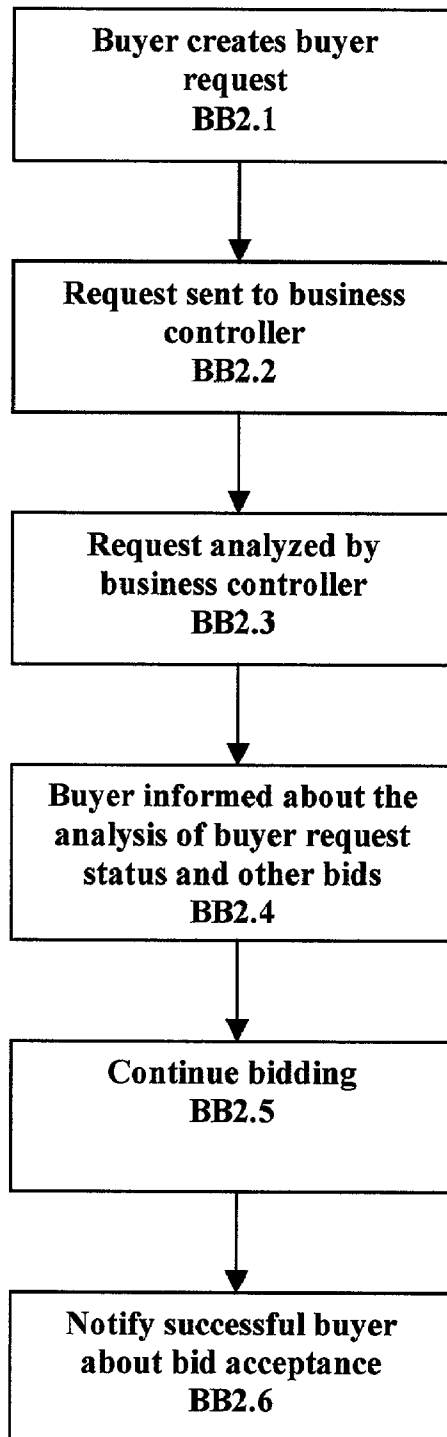 Buyer creates buyer
request
BB2.1
Request sent to business
controller
BB2.2
Request analyzed by
business controller
BB2.3
Buyer informed about the
analysis of buyer request
status and other bids
BB2.4
Continue bidding
BB2.5
Notify successful buyer
about bid acceptance
BB2.6